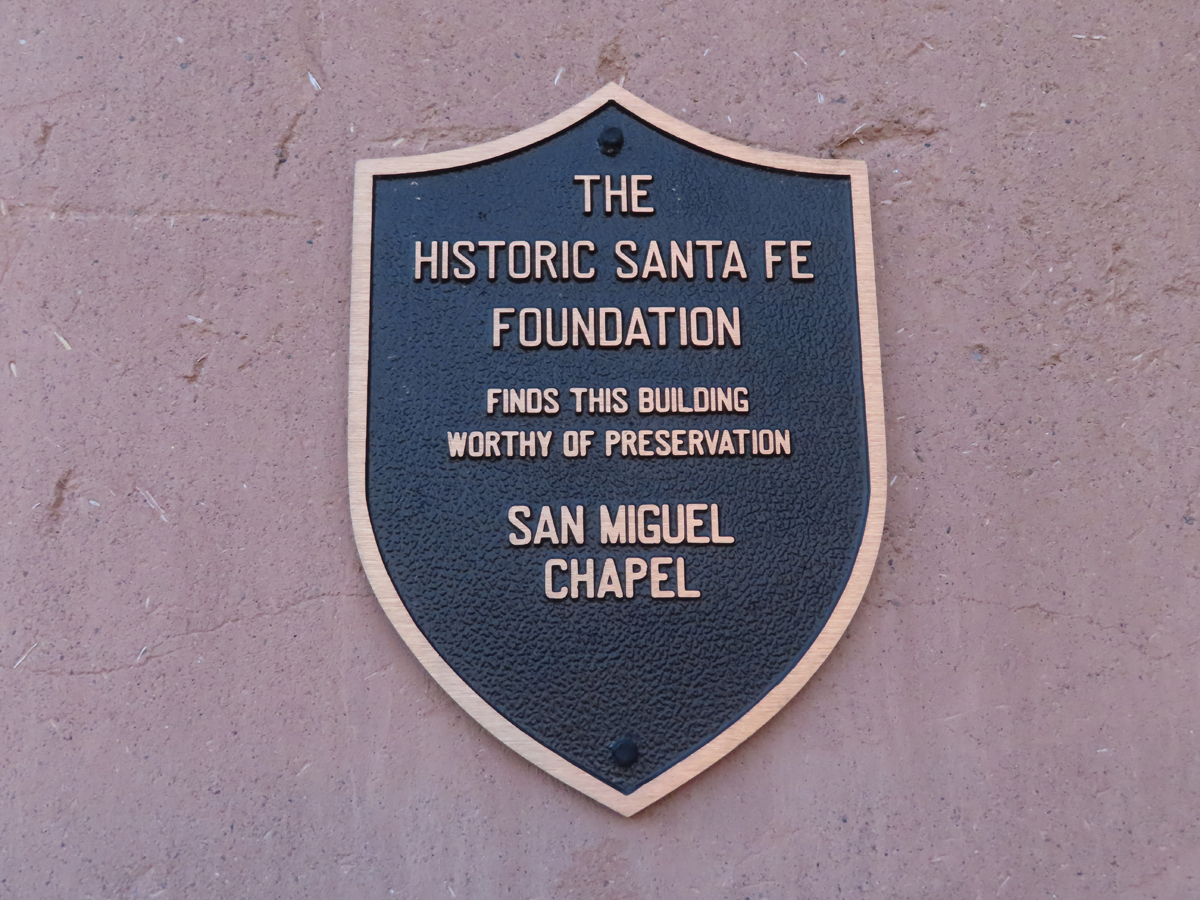 THE
HISTORIC SANTA FE
FOUNDATION
FINDS THIS BUILDING
WORTHY OF PRESERVATION
SAN MIGUEL
CHAPEL